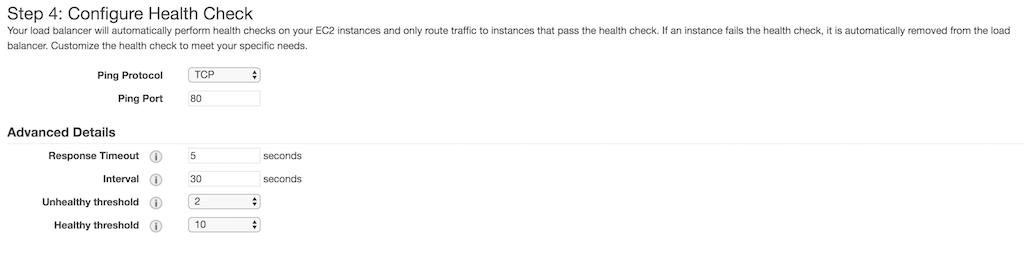 Step 4: Configure Health Check
Your load balancer will automatically perform health checks on your EC2 instances and only route traffic to instances that pass the health check. If an instance fails the health check, it is automatically removed from the load
balancer. Customize the health check to meet your specific needs.
Ping Protocol TCP
Ping Port 80
Advanced Details
Response Timeout i 5 seconds
Interval i 30 seconds
Unhealthy threshold i 2
Healthy threshold i 10